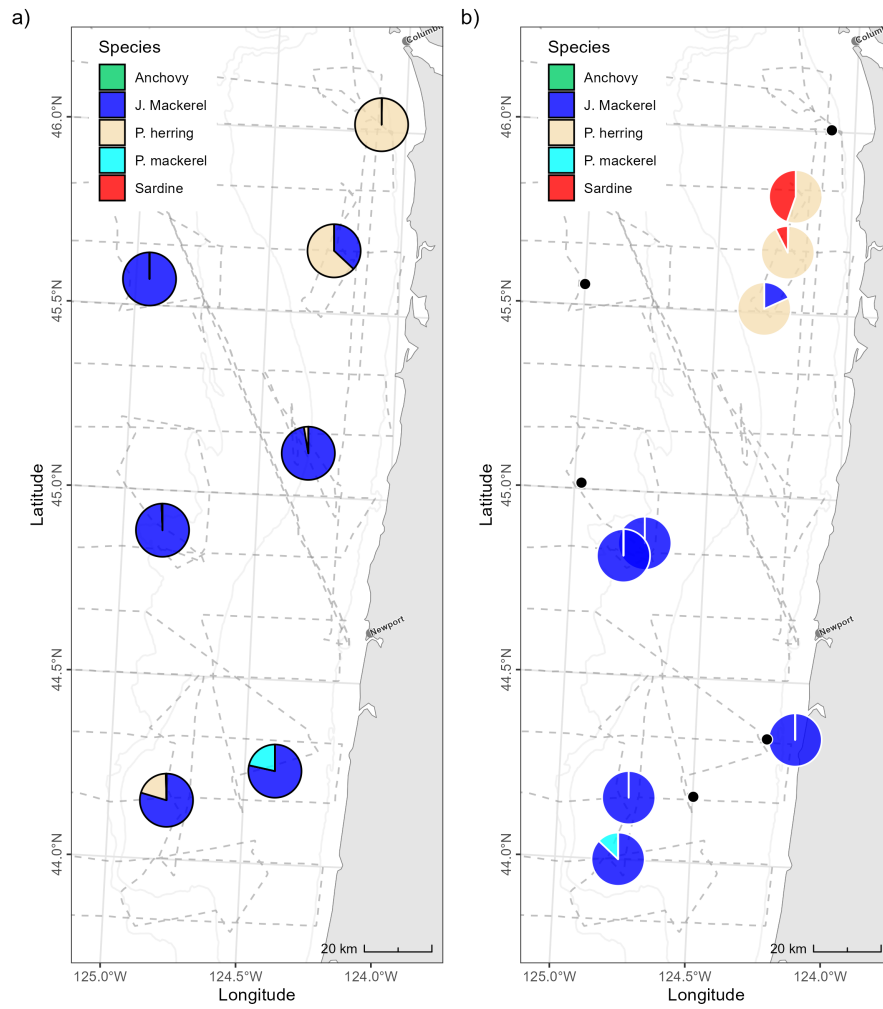 a)
Species
Anchovy
J. Mackerel
P. herring
P. mackerel
Sardine
46.0°N
45.5°N
45.0°N
44.5°N
44.0°N
Latitude
Newport
20 km
125.0°W 124.5°W 124.0°W
Longitude
b)
Species
Anchovy
J. Mackerel
P. herring
P. mackerel
Sardine
46.0°N
45.5°N
45.0°N
44.5°N
44.0°N
Latitude
Newport
20 km
125.0°W 124.5°W 124.0°W
Longitude